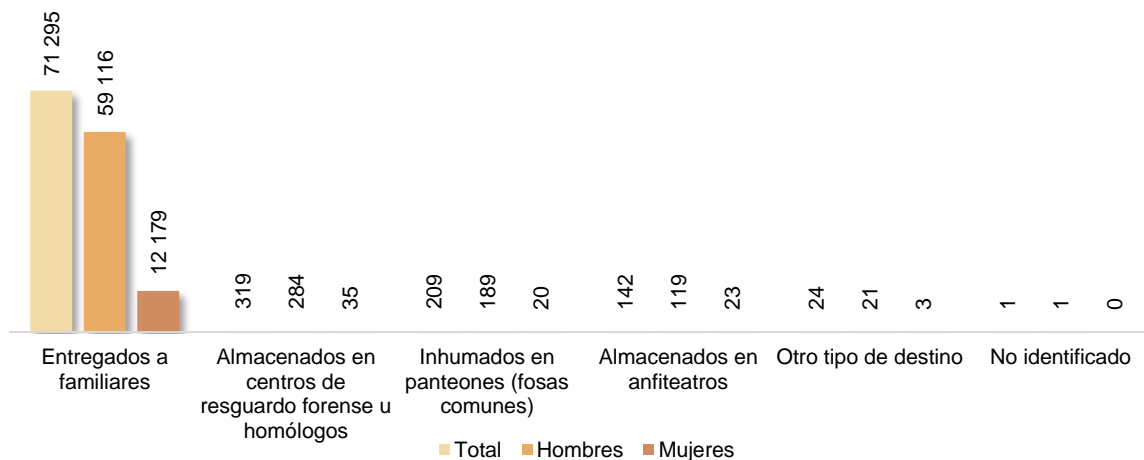 71 295
59 116
12 179
319
284
35
209
189
20
142
119
23
24
21
3
1
1
0
Entregados a
familiares
Almacenados en
centros de
resguardo forense u
homólogos
Inhumados en
panteones (fosas
comunes)
Almacenados en
anfiteatros
Otro tipo de destino
No identificado
Total Hombres Mujeres